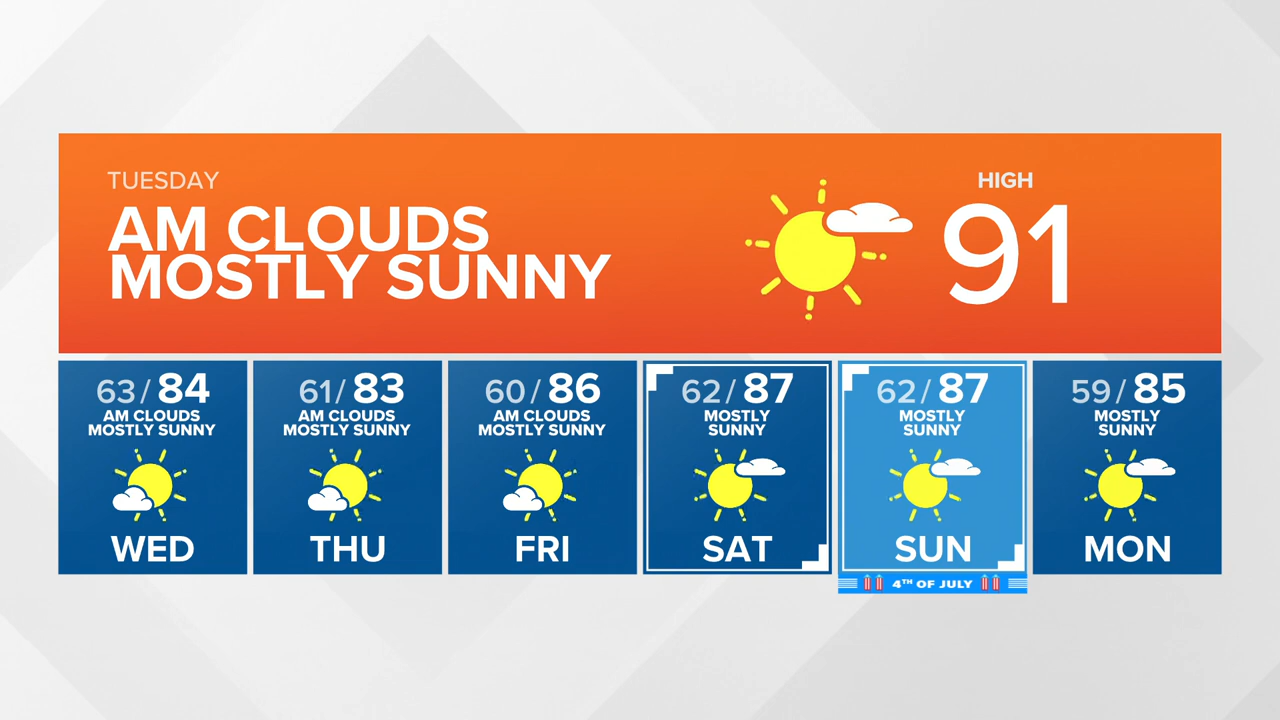 TUESDAY
AM CLOUDS
MOSTLY SUNNY
HIGH
91
63/84
AM CLOUDS
MOSTLY SUNNY
WED
61/83
AM CLOUDS
MOSTLY SUNNY
THU
60/86
AM CLOUDS
MOSTLY SUNNY
FRI
62/87
MOSTLY
SUNNY
SAT
62/87
MOSTLY
SUNNY
SUN
4TH OF JULY
59/85
MOSTLY
SUNNY
MON